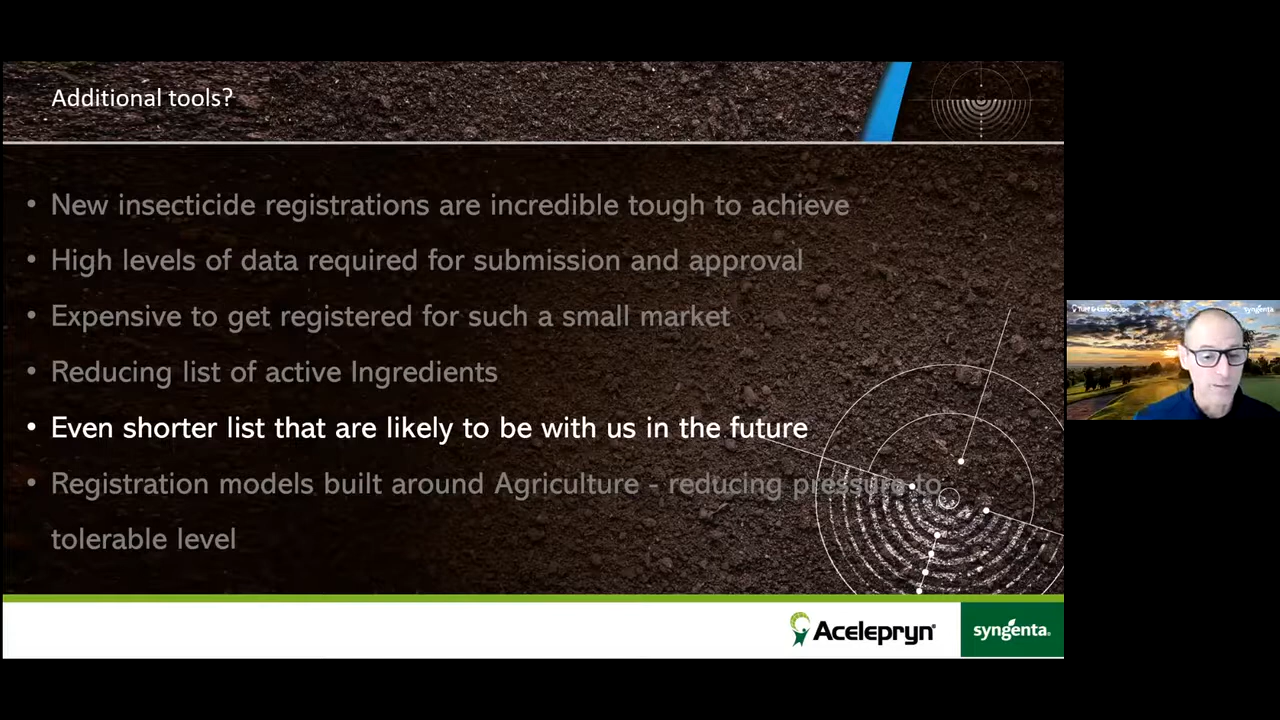 Additional tools?
• New insecticide registrations are incredible tough to achieve
• High levels of data required for submission and approval
• Expensive to get registered for such a small market
• Reducing list of active Ingredients
• Even shorter list that are likely to be with us in the future
• Registration models built around Agriculture - reducing pressure to
tolerable level
Acelepryn®
syngenta.
Turf & Landscape
syngenta